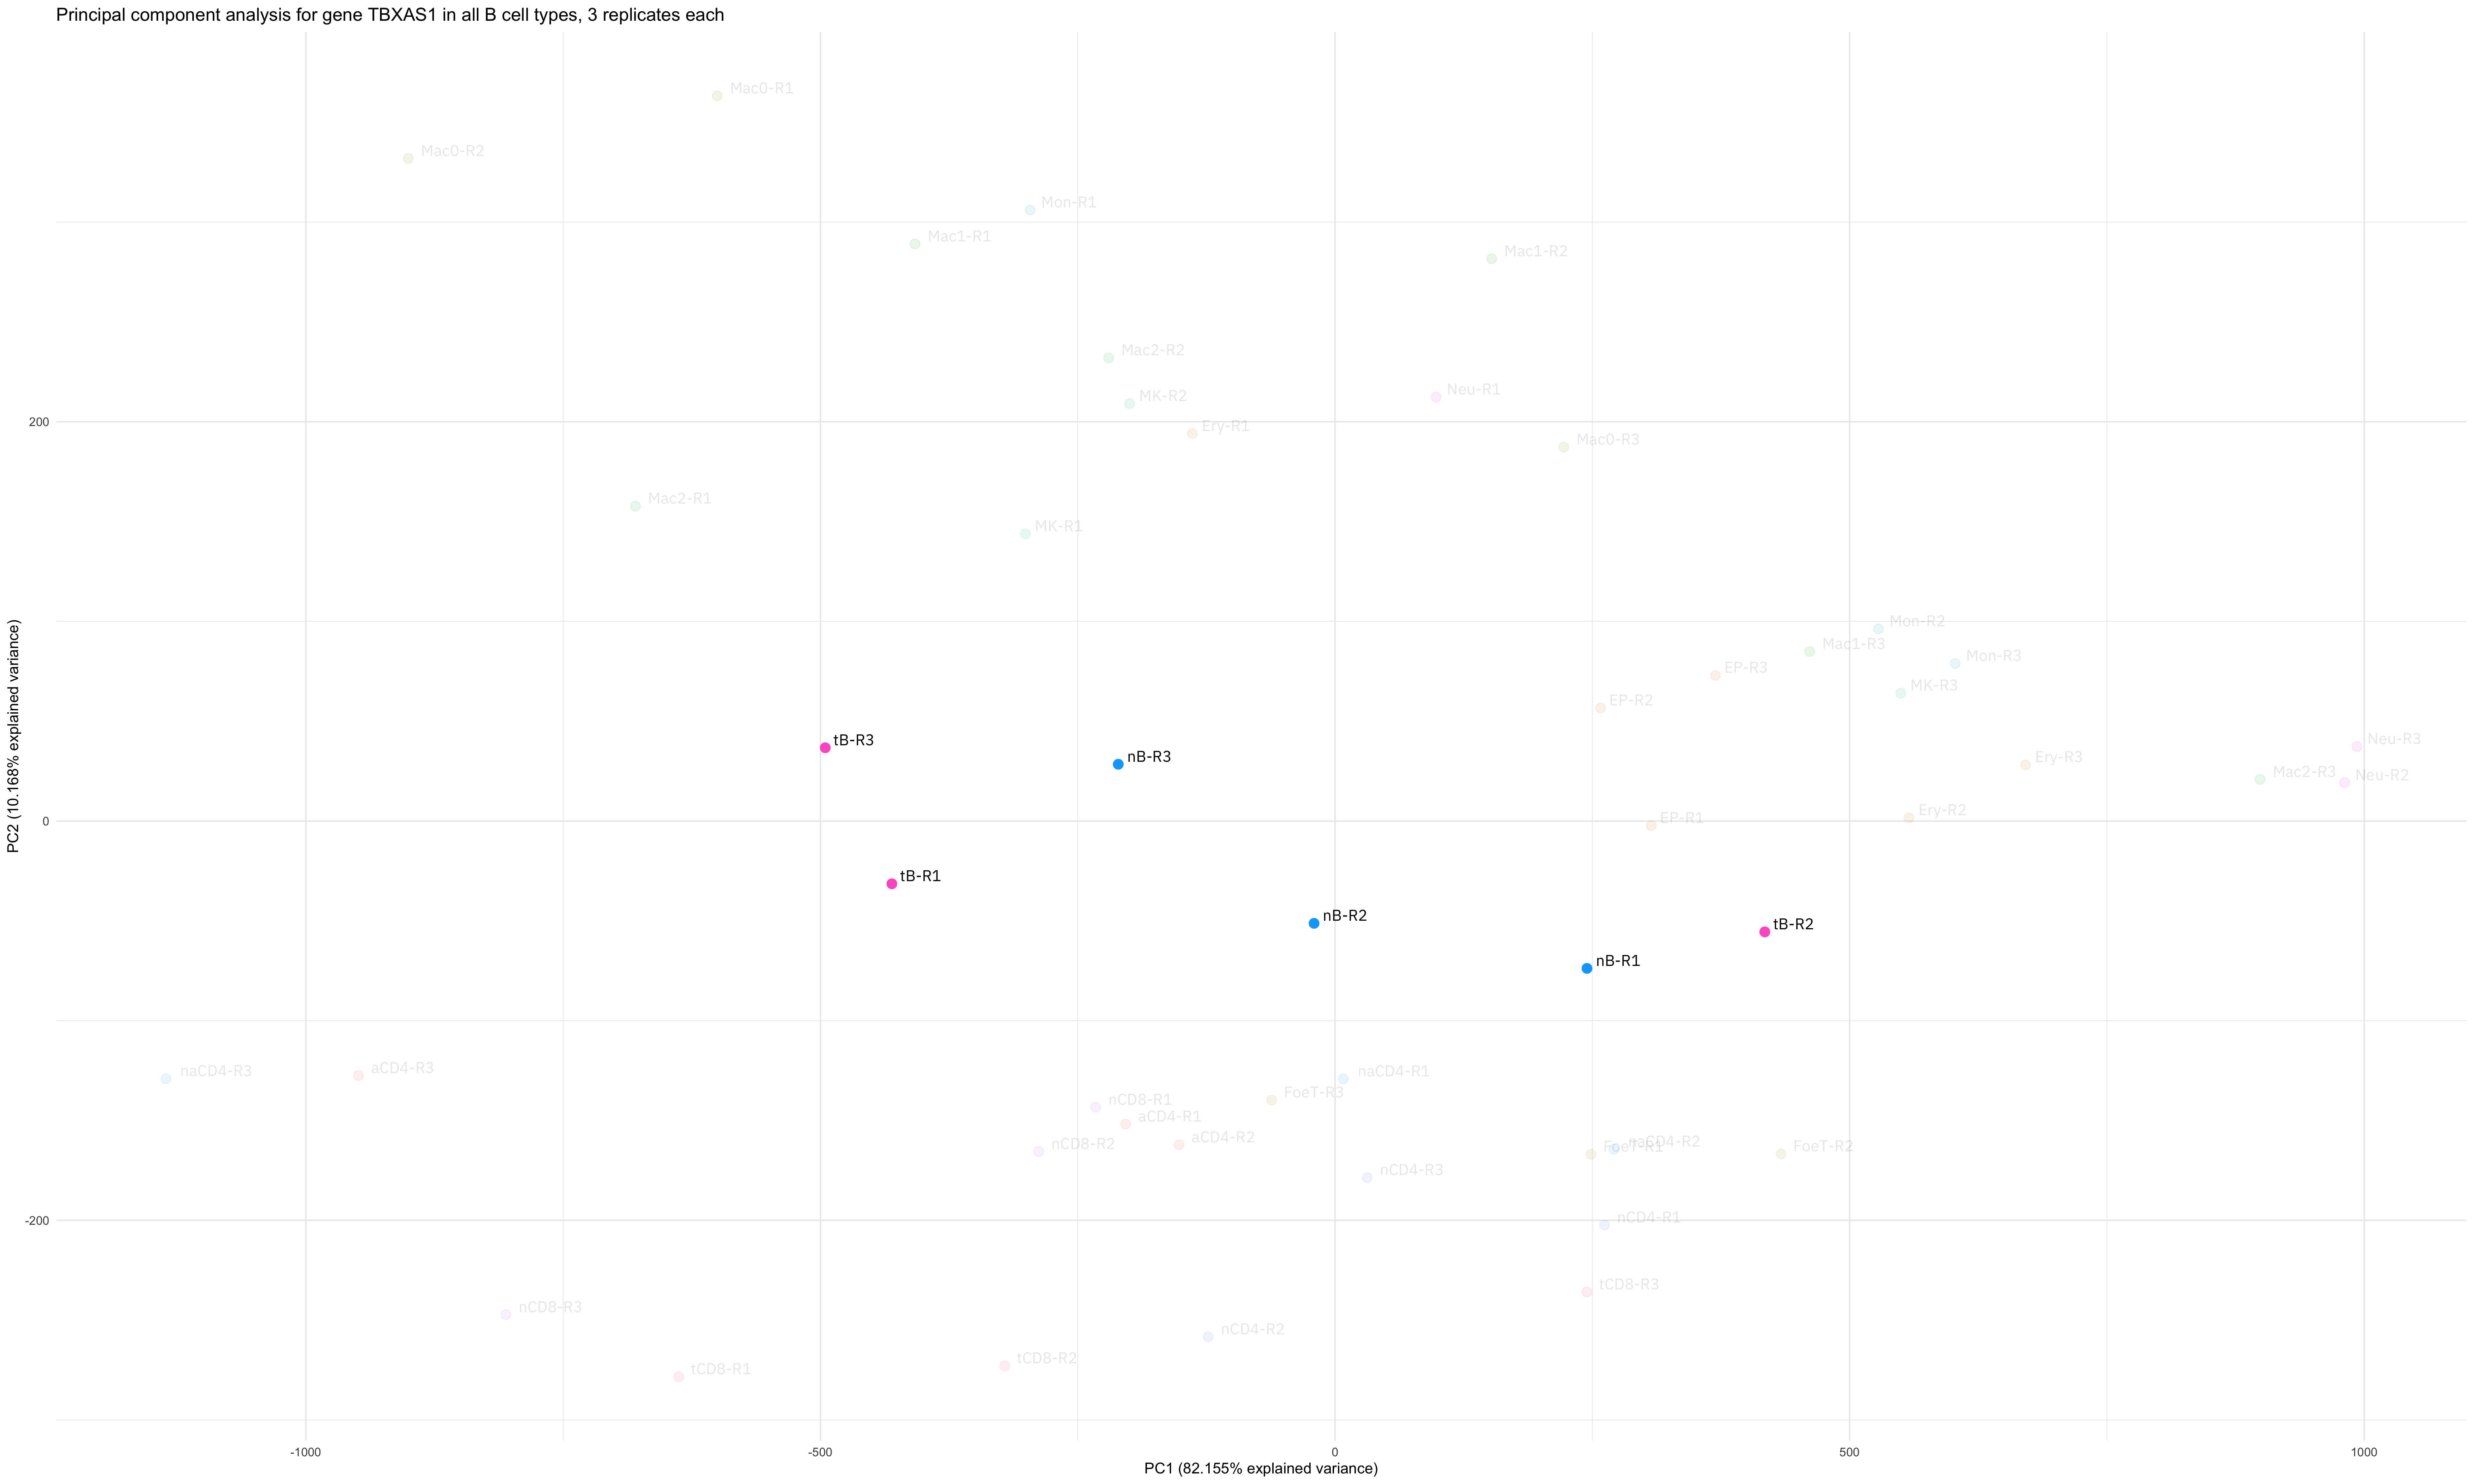 Principal component analysis for gene TBXAS1 in all B cell types, 3 replicates each
Mac0-R1
Mac0-R2
Mon-R1
Mac1-R1
Mac1-R2
Mac2-R2
MK-R2
Neu-R1
Ery-R1
Mac0-R3
200
Mac2-R1
MK-R1
Mon-R2
Mac1-R3
Mon-R3
EP-R3
MK-R3
EP-R2
tB-R3
Neu-R3
nB-R3
Ery-R3
Mac2-R3
Neu-R2
Ery-R2
EP-R1
0
PC2 (10.168% explained variance)
tB-R1
nB-R2
tB-R2
nB-R1
naCD4-R3
aCD4-R3
naCD4-R1
FoeT-R3
nCD8-R1
aCD4-R1
aCD4-R2
nCD8-R2
naCD4-R2
FoeT-R1
FoeT-R2
nCD4-R3
nCD4-R1
-200
tCD8-R3
nCD8-R3
nCD4-R2
tCD8-R2
tCD8-R1
-1000
-500
0
500
1000
PC1 (82.155% explained variance)